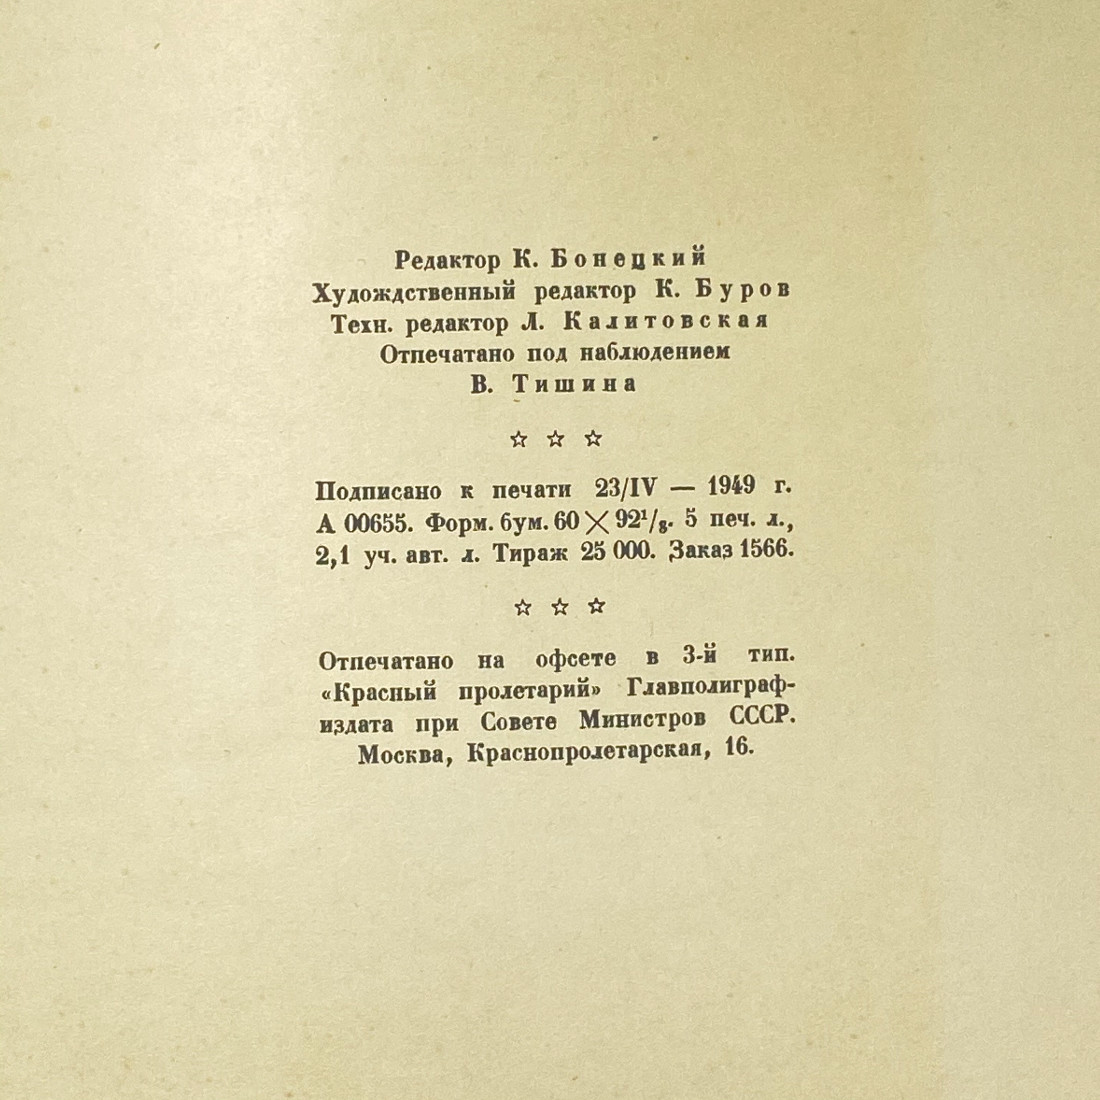 Редактор К. Бонецкий
Худождственный редактор К. Буров
Техн. редактор Л. Калитовская
Отпечатано под наблюдением
В. Тишина
☆ ☆ ☆
Подписано к печати 23/IV — 1949 г.
А 00655. Форм. бум. 60 × 92¹/₈. 5 печ. л.,
2,1 уч. авт. л. Тираж 25 000. Заказ 1566.
☆ ☆ ☆
Отпечатано на офсете в 3-й тип.
«Красный пролетарий» Главполиграф-
издата при Совете Министров СССР.
Москва, Краснопролетарская, 16.